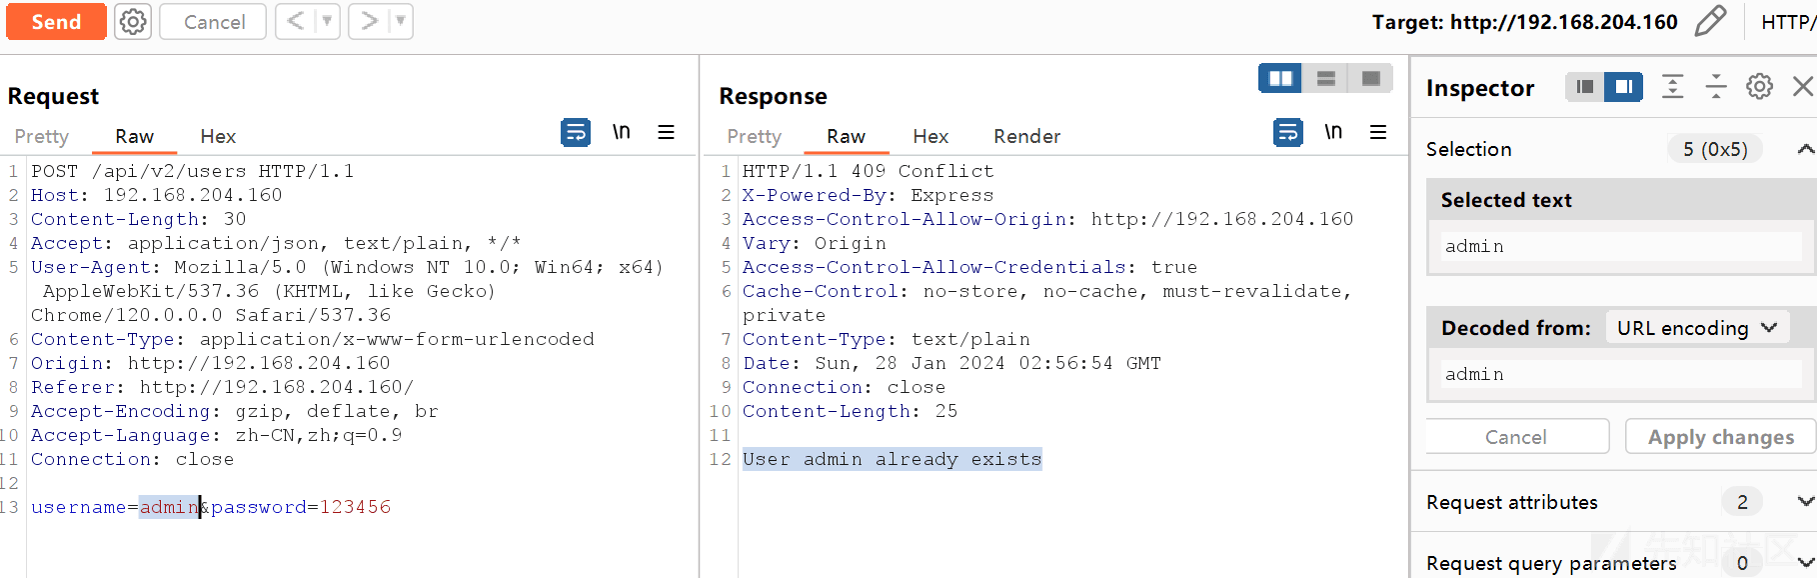 Send
Cancel
Target: http://192.168.204.160
HTTP/
Request
Pretty
Raw
Hex
\n
1 POST /api/v2/users HTTP/1.1
2 Host: 192.168.204.160
3 Content-Length: 30
4 Accept: application/json, text/plain, */*
5 User-Agent: Mozilla/5.0 (Windows NT 10.0; Win64; x64)
AppleWebKit/537.36 (KHTML, like Gecko)
Chrome/120.0.0.0 Safari/537.36
6 Content-Type: application/x-www-form-urlencoded
7 Origin: http://192.168.204.160
8 Referer: http://192.168.204.160/
9 Accept-Encoding: gzip, deflate, br
10 Accept-Language: zh-CN,zh;q=0.9
11 Connection: close
12
13 username=admin&password=123456
Response
Pretty
Raw
Hex
Render
\n
1 HTTP/1.1 409 Conflict
2 X-Powered-By: Express
3 Access-Control-Allow-Origin: http://192.168.204.160
4 Vary: Origin
5 Access-Control-Allow-Credentials: true
6 Cache-Control: no-store, no-cache, must-revalidate,
private
7 Content-Type: text/plain
8 Date: Sun, 28 Jan 2024 02:56:54 GMT
9 Connection: close
10 Content-Length: 25
11
12 User admin already exists
Inspector
Selection
5 (0x5)
Selected text
admin
Decoded from:
URL encoding
admin
Cancel
Apply changes
Request attributes
2
Request query parameters
0
先知社区